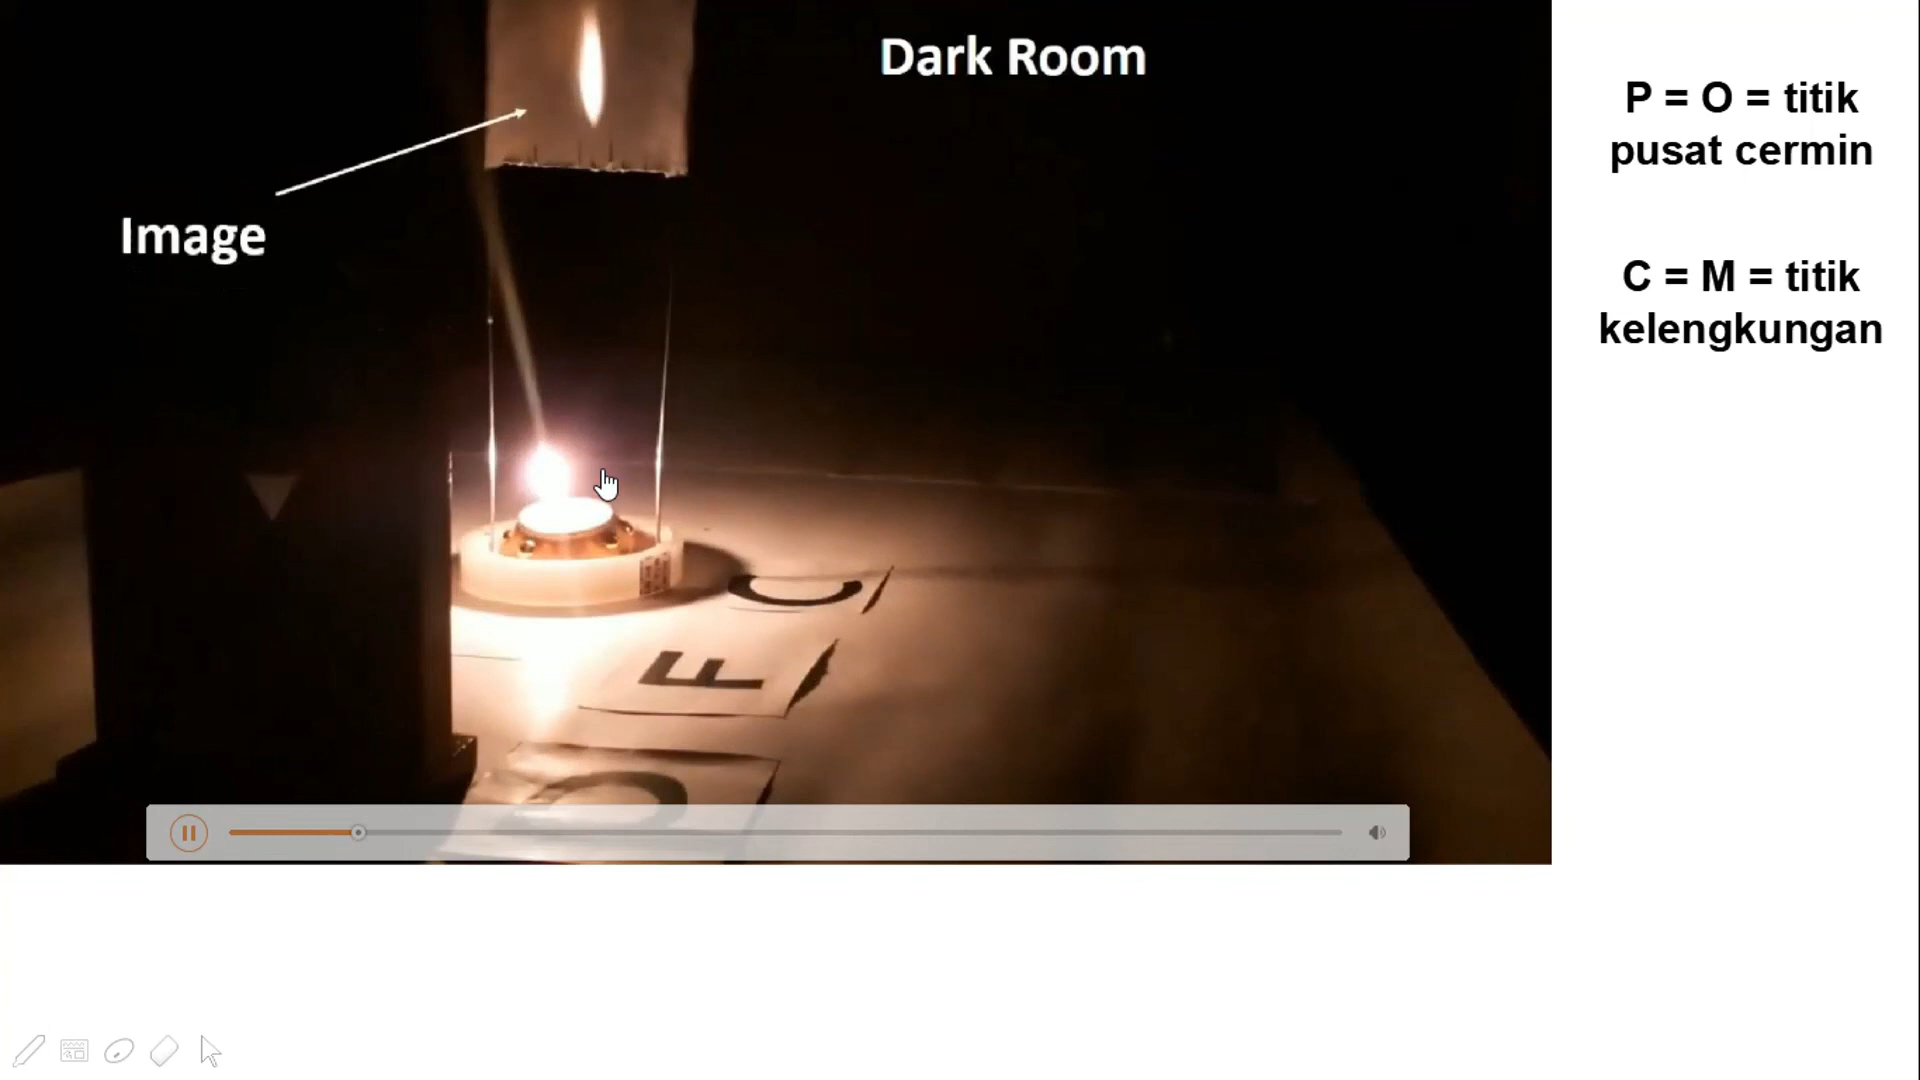 Dark Room
Image
P = O = titik
pusat cermin
C = M = titik
kelengkungan
C
F